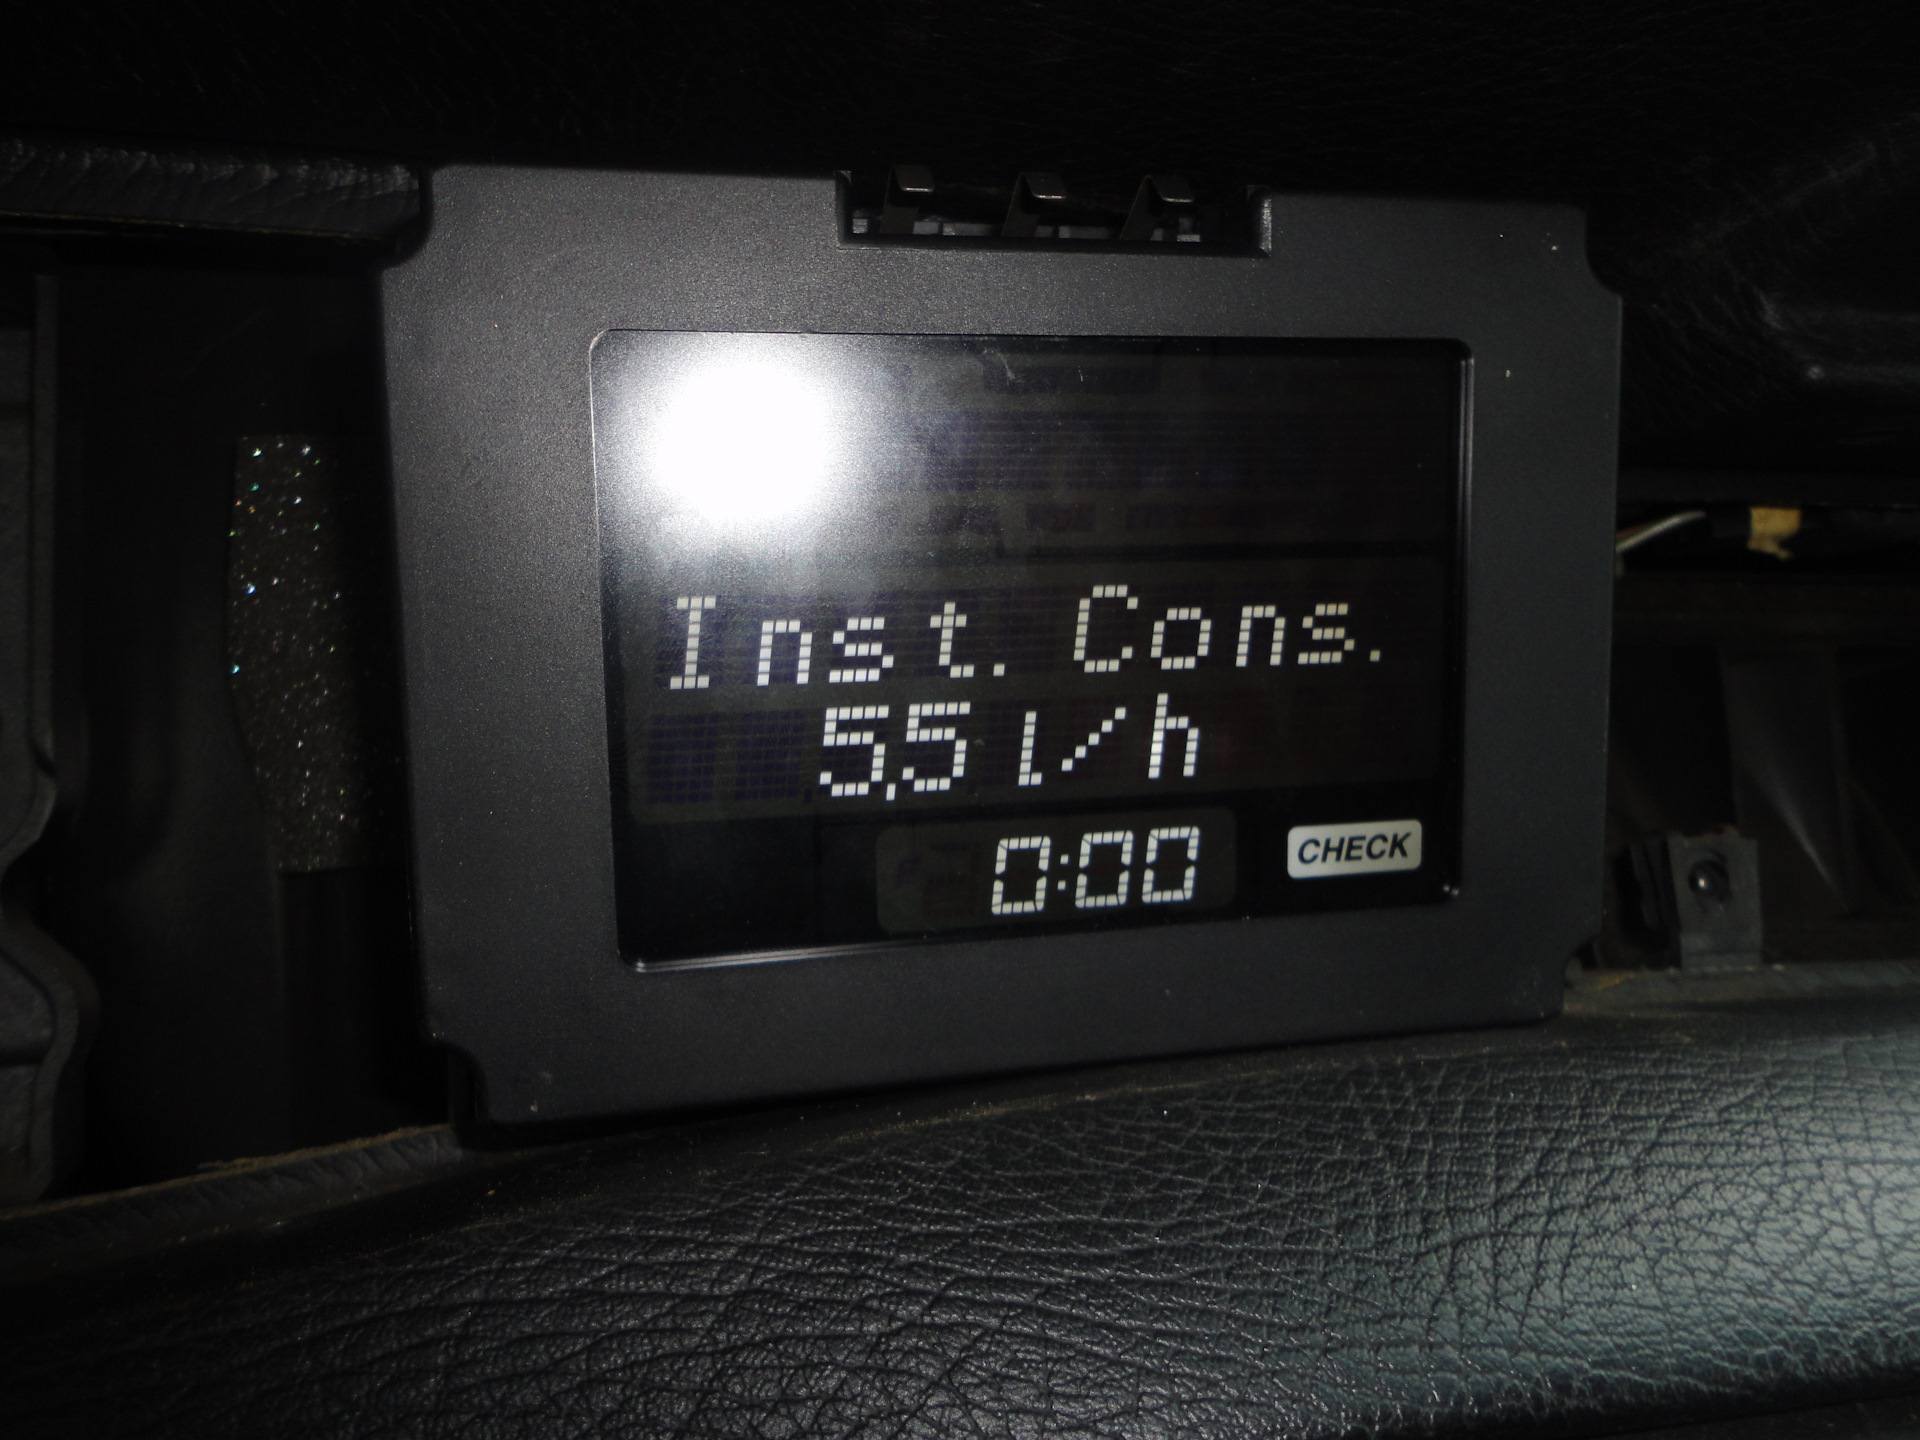 Inst. Cons.
5,5 l/h
0:00
CHECK